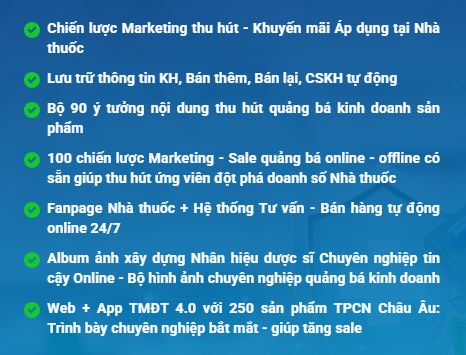 Chiến lược Marketing thu hút - Khuyến mãi Áp dụng tại Nhà
thuốc
Lưu trữ thông tin KH, Bán thêm, Bán lại, CSKH tự động
Bộ 90 ý tưởng nội dung thu hút quảng bá kinh doanh sản
phẩm
100 chiến lược Marketing - Sale quảng bá online - offline có
sẵn giúp thu hút ứng viên đột phá doanh số Nhà thuốc
Fanpage Nhà thuốc + Hệ thống Tư vấn - Bán hàng tự động
online 24/7
Album ảnh xây dựng Nhân hiệu dược sĩ Chuyên nghiệp tin
cậy Online - Bộ hình ảnh chuyên nghiệp quảng bá kinh doanh
Web + App TMĐT 4.0 với 250 sản phẩm TPCN Châu Âu:
Trình bày chuyên nghiệp bắt mắt - giúp tăng sale